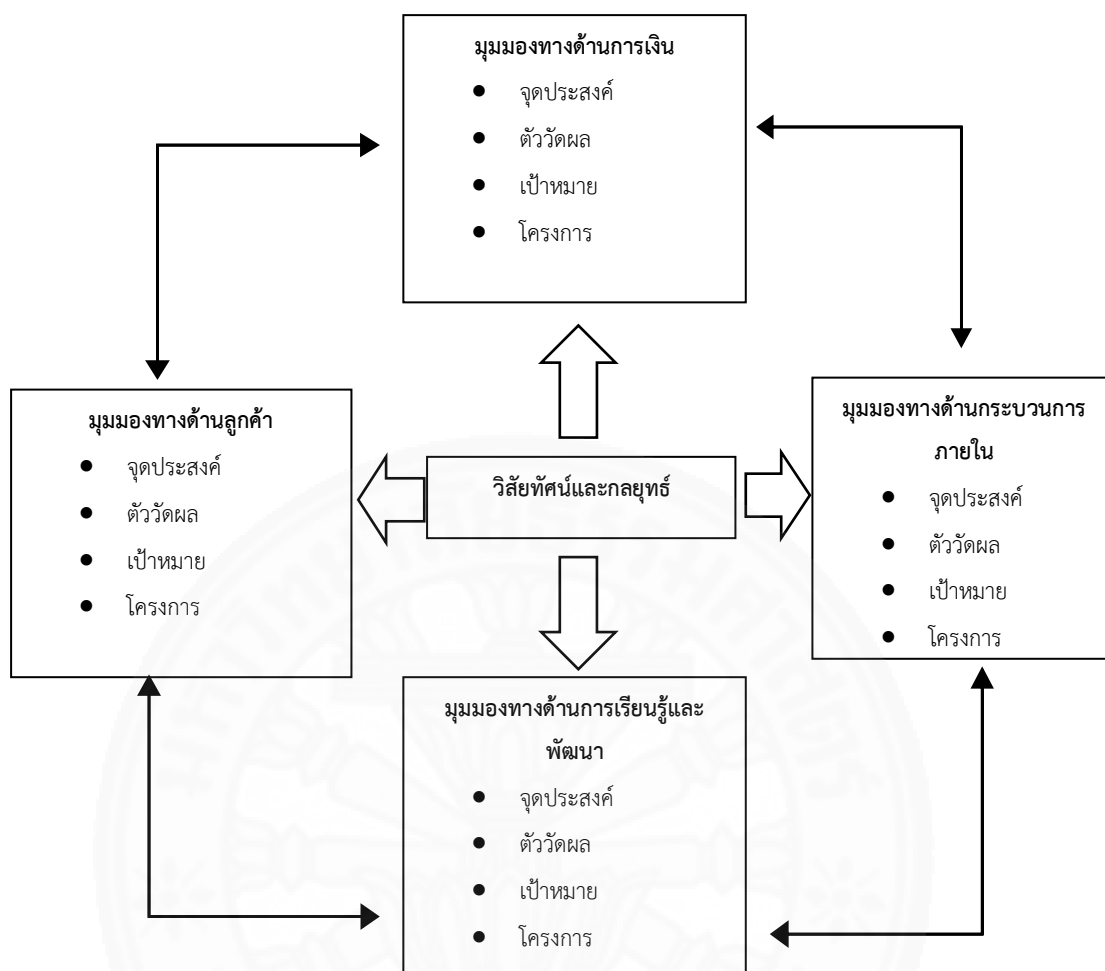 มุมมองทางด้านการเงิน
● จุดประสงค์
● ตัววัดผล
● เป้าหมาย
● โครงการ
มุมมองทางด้านลูกค้า
● จุดประสงค์
● ตัววัดผล
● เป้าหมาย
● โครงการ
วิสัยทัศน์และกลยุทธ์
มุมมองทางด้านกระบวนการ
ภายใน
● จุดประสงค์
● ตัววัดผล
● เป้าหมาย
● โครงการ
มุมมองทางด้านการเรียนรู้และ
พัฒนา
● จุดประสงค์
● ตัววัดผล
● เป้าหมาย
● โครงการ